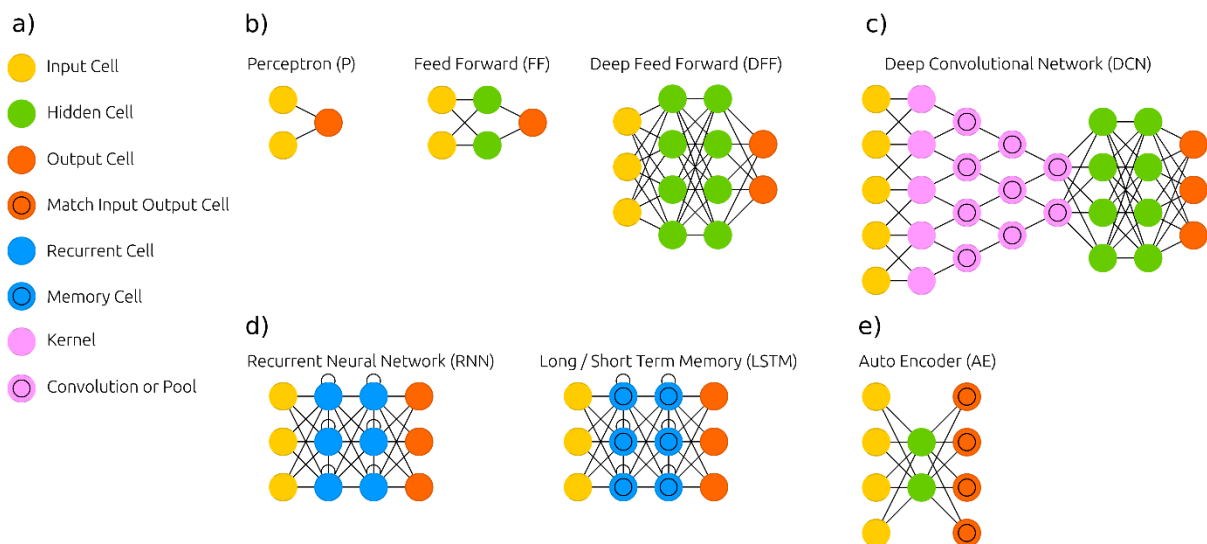 a)
Input Cell
Hidden Cell
Output Cell
Match Input Output Cell
Recurrent Cell
Memory Cell
Kernel
Convolution or Pool
b)
Perceptron (P)
Feed Forward (FF)
Deep Feed Forward (DFF)
c)
Deep Convolutional Network (DCN)
d)
Recurrent Neural Network (RNN)
Long / Short Term Memory (LSTM)
e)
Auto Encoder (AE)